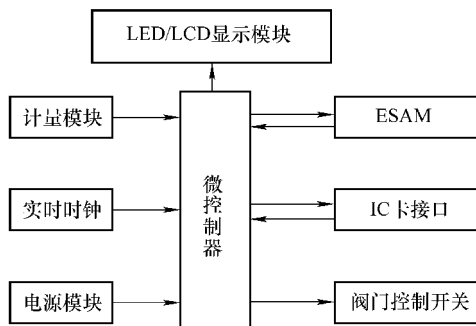 LED/LCD显示模块
计量模块
ESAM
实时时钟
微控制器
IC卡接口
电源模块
阀门控制开关